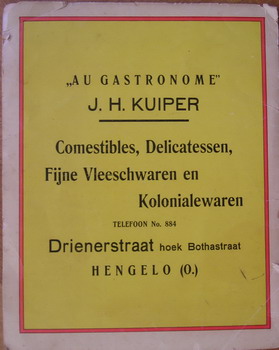 „AU GASTRONOME”
J. H. KUIPER
Comestibles, Delicatessen,
Fijne Vleeschwaren en
Kolonialewaren
TELEFOON No. 884
Drienerstraat hoek Bothastraat
HENGELO (O.)